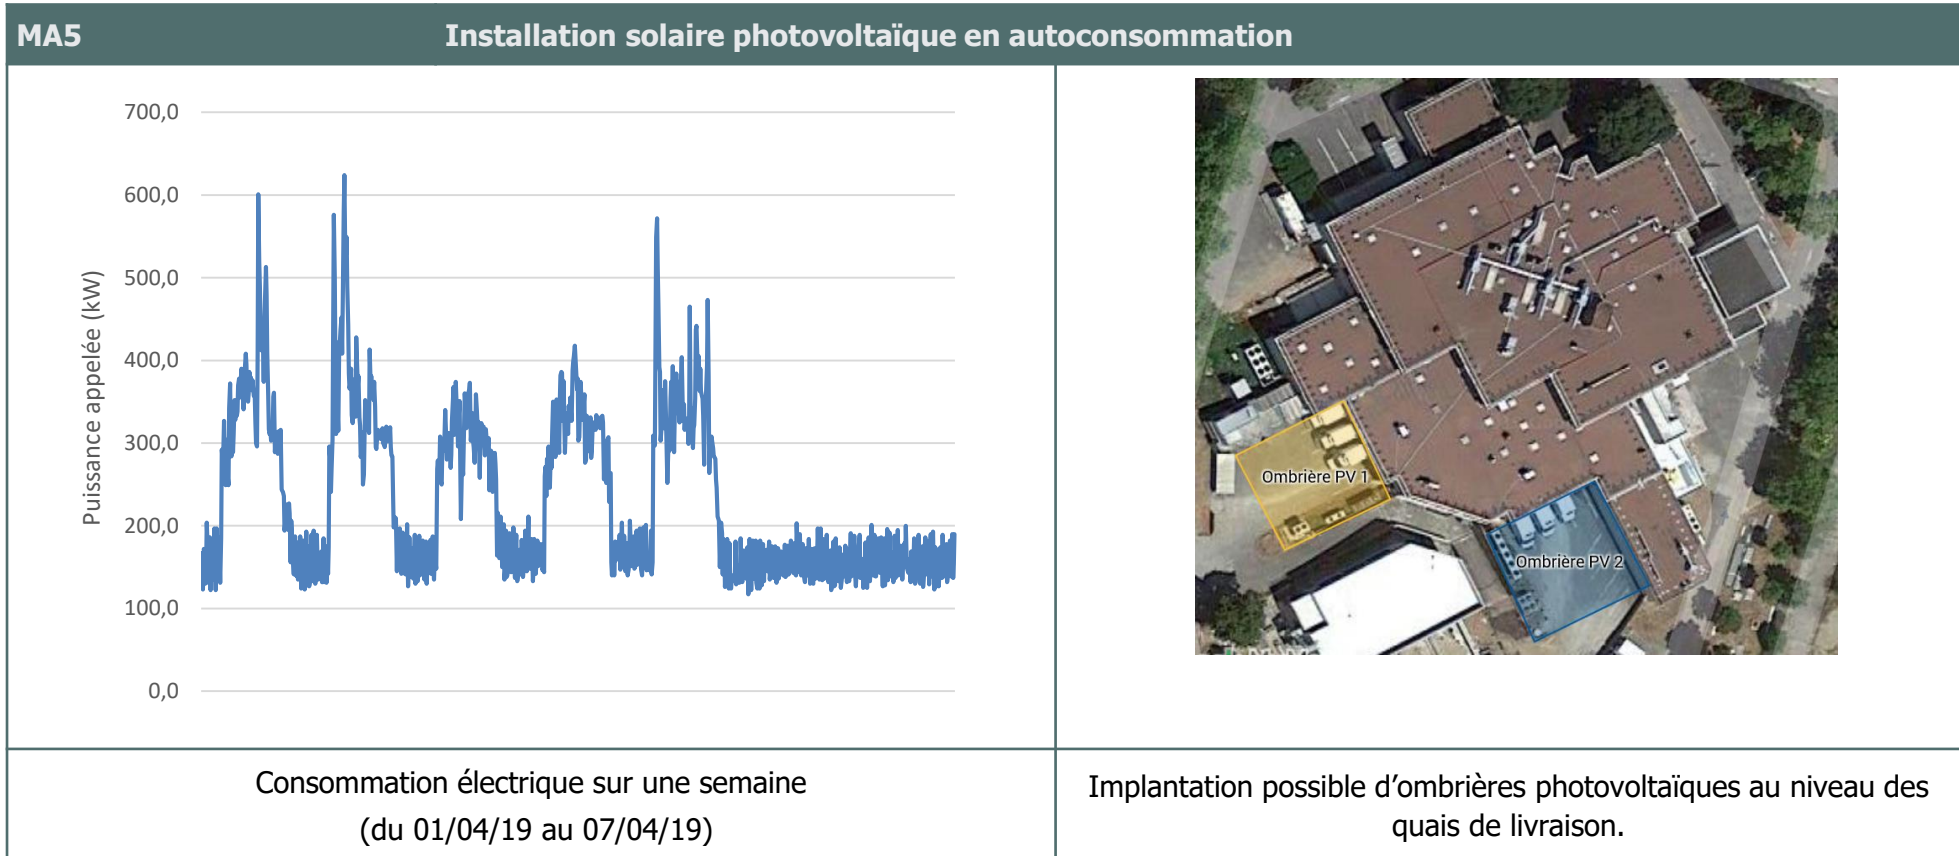 MA5 Installation solaire photovoltaïque en autoconsommation
700,0
600,0
500,0
400,0
300,0
200,0
100,0
0,0
Puissance appelée (kW)
Ombrière PV 1
Ombrière PV 2
Consommation électrique sur une semaine
(du 01/04/19 au 07/04/19)
Implantation possible d’ombrières photovoltaïques au niveau des
quais de livraison.